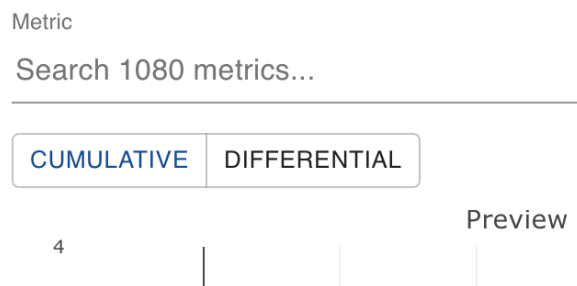 Metric
Search 1080 metrics...
CUMULATIVE DIFFERENTIAL
Preview
4